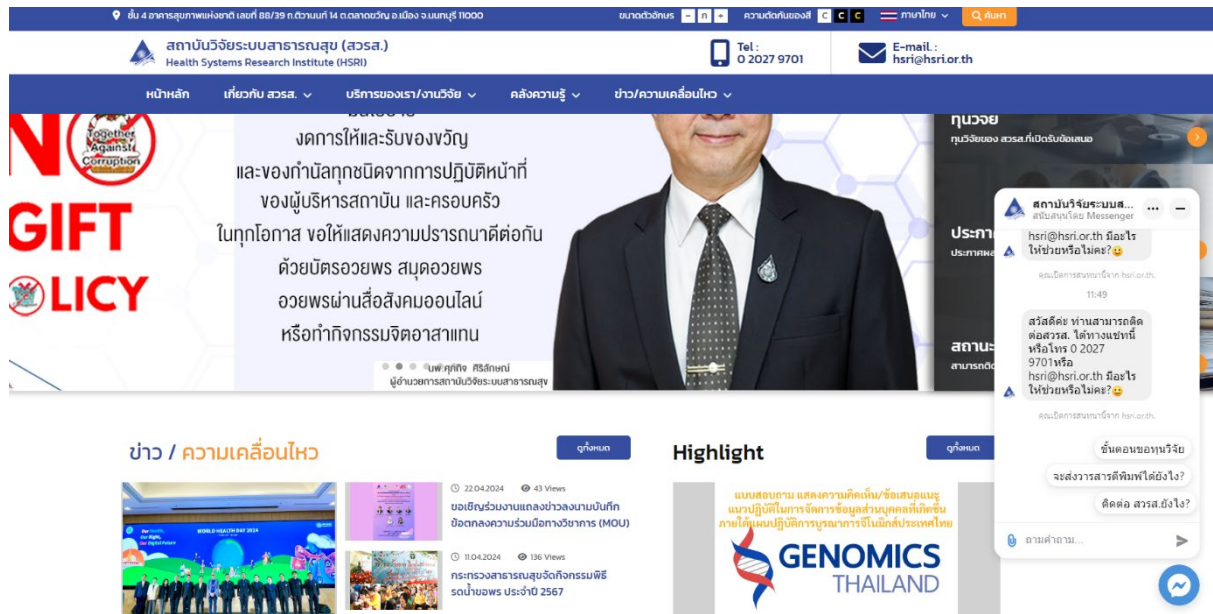 ชั้น 4 อาคารสุขภาพแห่งชาติ เลขที่ 88/39 ถ.ติวานนท์ 14 ต.ตลาดขวัญ อ.เมือง จ.นนทบุรี 11000
ขนาดตัวอักษร - ก +
ความตัดกันของสี C C C
ภาษาไทย
ค้นหา
สถาบันวิจัยระบบสาธารณสุข (สวรส.)
Health Systems Research Institute (HSRI)
Tel :
0 2027 9701
E-mail. :
hsri@hsri.or.th
หน้าหลัก
เกี่ยวกับ สวรส.
บริการของเรา/งานวิจัย
คลังความรู้
ข่าว/ความเคลื่อนไหว
NO
GIFT
LICY
Together
Against
Corruption
งดการให้และรับของขวัญ
และของกำนัลทุกชนิดจากการปฏิบัติหน้าที่
ของผู้บริหารสถาบัน และครอบครัว
ในทุกโอกาส ขอให้แสดงความปรารถนาดีต่อกัน
ด้วยบัตรอวยพร สมุดอวยพร
อวยพรผ่านสื่อสังคมออนไลน์
หรือทำกิจกรรมจิตอาสาแทน
นพ.ศุภกิจ ศิริลักษณ์
ผู้อำนวยการสถาบันวิจัยระบบสาธารณสุข
ทุนวิจัย
ทุนวิจัยของ สวรส.ที่เปิดรับข้อเสนอ
ประกา
ประกาศผล
สถานะ
สามารถติด
สถาบันวิจัยระบบส...
สนับสนุนโดย Messenger
hsri@hsri.or.th มีอะไร
ให้ช่วยหรือไม่คะ?😀
คุณเปิดการสนทนานี้จาก hsri.or.th.
11:49
สวัสดีค่ะ ท่านสามารถติด
ต่อสวรส. ได้ทางแชทนี้
หรือโทร 0 2027
9701หรือ
hsri@hsri.or.th มีอะไร
ให้ช่วยหรือไม่คะ?😀
คุณเปิดการสนทนานี้จาก hsri.or.th.
ขั้นตอนขอทุนวิจัย
จะส่งวารสารตีพิมพ์ได้ยังไง?
ติดต่อ สวรส.ยังไง?
ถามคำถาม...
ข่าว / ความเคลื่อนไหว
ดูทั้งหมด
WORLD HEALTH DAY 2024
22.04.2024 43 Views
ขอเชิญร่วมงานแถลงข่าวลงนามบันทึก
ข้อตกลงความร่วมมือทางวิชาการ (MOU)
11.04.2024 136 Views
กระทรวงสาธารณสุขจัดกิจกรรมพิธี
รดน้ำขอพร ประจำปี 2567
Highlight
ดูทั้งหมด
แบบสอบถาม แสดงความคิดเห็น/ข้อเสนอแนะ
แนวปฏิบัติในการจัดการข้อมูลส่วนบุคคลที่เกิดขึ้น
ภายใต้แผนปฏิบัติการบูรณาการจีโนมิกส์ประเทศไทย
GENOMICS
THAILAND